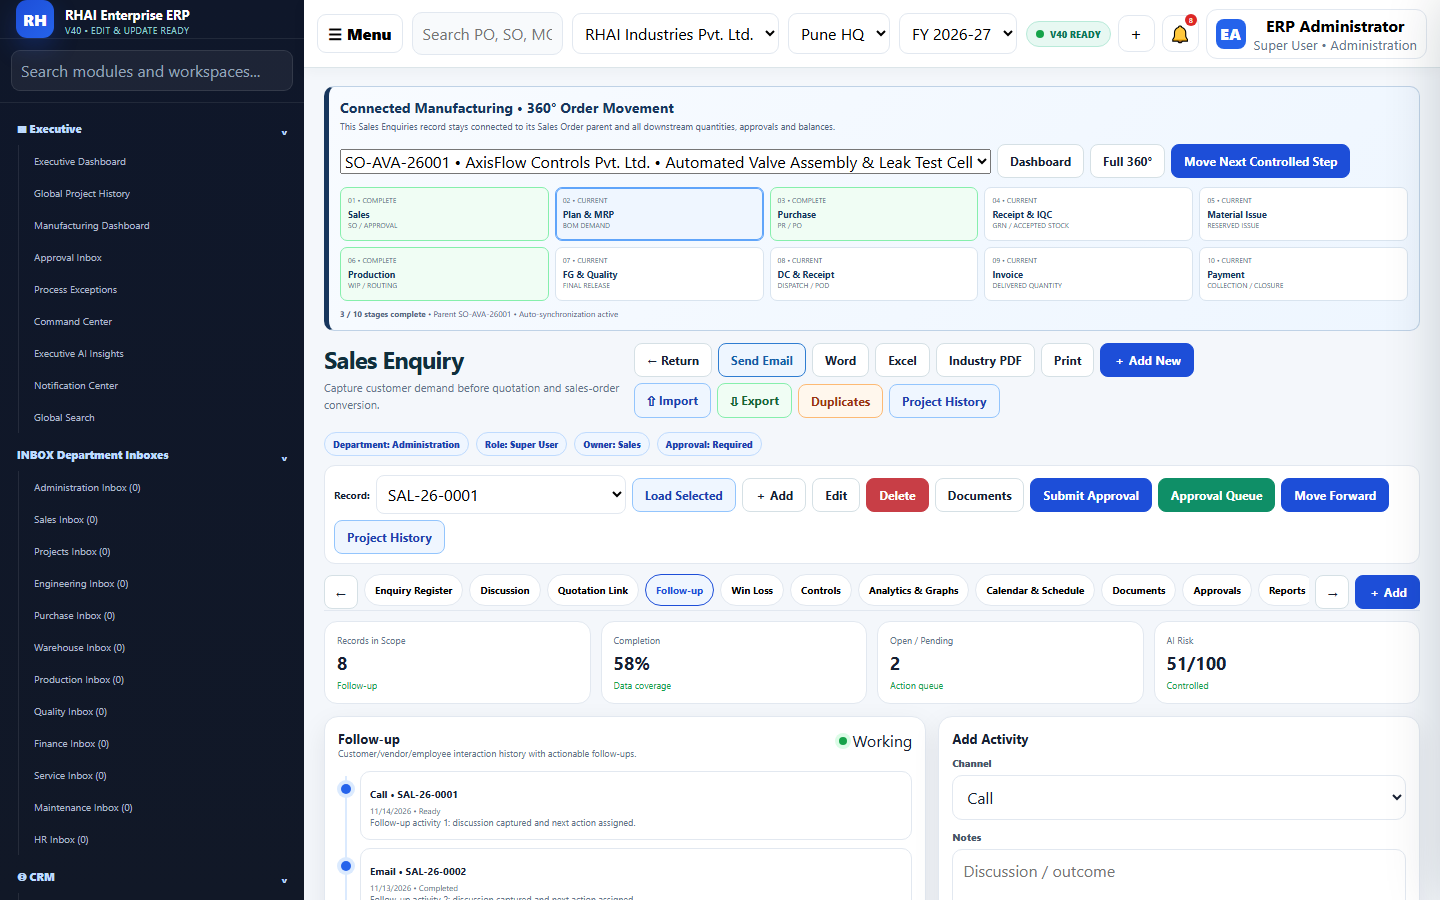 RH
RHAI Enterprise ERP
V40 • EDIT & UPDATE READY
Search modules and workspaces...
Executive
Executive Dashboard
Global Project History
Manufacturing Dashboard
Approval Inbox
Process Exceptions
Command Center
Executive AI Insights
Notification Center
Global Search
INBOX Department Inboxes
Administration Inbox (0)
Sales Inbox (0)
Projects Inbox (0)
Engineering Inbox (0)
Purchase Inbox (0)
Warehouse Inbox (0)
Production Inbox (0)
Quality Inbox (0)
Finance Inbox (0)
Service Inbox (0)
Maintenance Inbox (0)
HR Inbox (0)
CRM
☰ Menu
Search PO, SO, MC
RHAI Industries Pvt. Ltd.
Pune HQ
FY 2026-27
V40 READY
+
8
EA
ERP Administrator
Super User • Administration
Connected Manufacturing • 360° Order Movement
This Sales Enquiries record stays connected to its Sales Order parent and all downstream quantities, approvals and balances.
SO-AVA-26001 • AxisFlow Controls Pvt. Ltd. • Automated Valve Assembly & Leak Test Cell
Dashboard
Full 360°
Move Next Controlled Step
01 • COMPLETE
Sales
SO / APPROVAL
02 • CURRENT
Plan & MRP
BOM DEMAND
03 • COMPLETE
Purchase
PR / PO
04 • CURRENT
Receipt & IQC
GRN / ACCEPTED STOCK
05 • CURRENT
Material Issue
RESERVED ISSUE
06 • COMPLETE
Production
WIP / ROUTING
07 • CURRENT
FG & Quality
FINAL RELEASE
08 • CURRENT
DC & Receipt
DISPATCH / POD
09 • CURRENT
Invoice
DELIVERED QUANTITY
10 • CURRENT
Payment
COLLECTION / CLOSURE
3 / 10 stages complete • Parent SO-AVA-26001 • Auto-synchronization active
Sales Enquiry
Capture customer demand before quotation and sales-order
conversion.
← Return
Send Email
Word
Excel
Industry PDF
Print
+ Add New
⇧ Import
⇩ Export
Duplicates
Project History
Department: Administration
Role: Super User
Owner: Sales
Approval: Required
Record:
SAL-26-0001
Load Selected
+ Add
Edit
Delete
Documents
Submit Approval
Approval Queue
Move Forward
Project History
←
Enquiry Register
Discussion
Quotation Link
Follow-up
Win Loss
Controls
Analytics & Graphs
Calendar & Schedule
Documents
Approvals
Reports
→
+ Add
Records in Scope
8
Follow-up
Completion
58%
Data coverage
Open / Pending
2
Action queue
AI Risk
51/100
Controlled
Follow-up
Customer/vendor/employee interaction history with actionable follow-ups.
Working
Call • SAL-26-0001
11/14/2026 • Ready
Follow-up activity 1: discussion captured and next action assigned.
Email • SAL-26-0002
11/13/2026 • Completed
Follow-up activity 2: discussion captured and next action assigned.
Add Activity
Channel
Call
Notes
Discussion / outcome